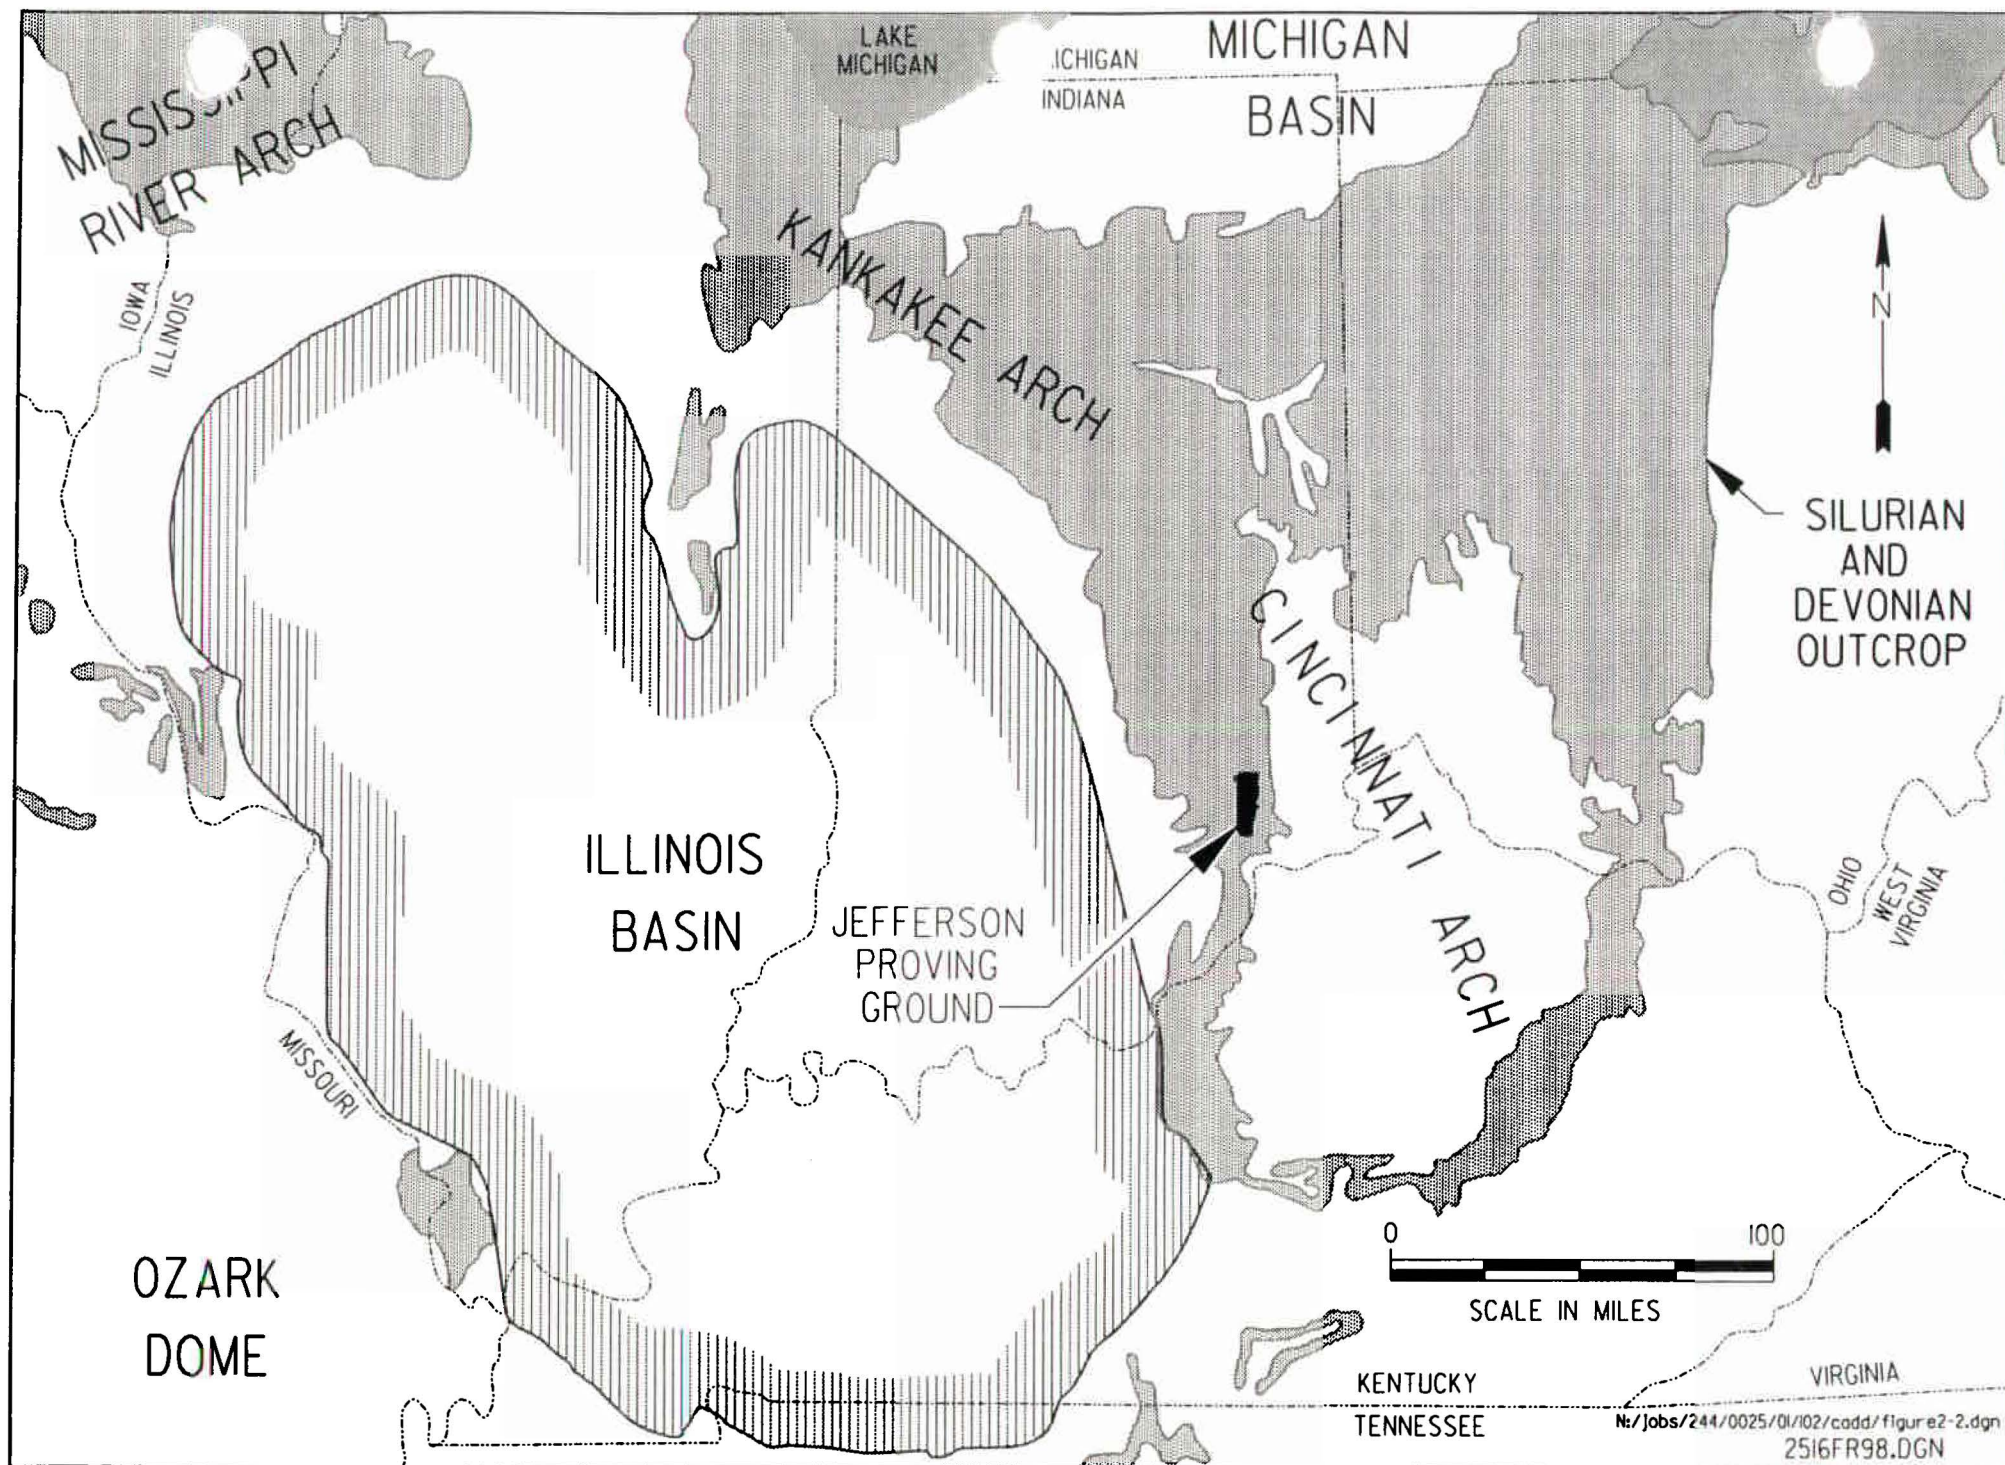 LAKE
MICHIGAN
ICHIGAN
INDIANA
MICHIGAN
BASIN
RIVER ARCH
KANKAKEE ARCH
IOWA
ILLINOIS
N
SILURIAN
AND
DEVONIAN
OUTCROP
CINCINNATI ARCH
ILLINOIS
BASIN
JEFFERSON
PROVING
GROUND
OHIO
WEST
VIRGINIA
MISSOURI
OZARK
DOME
0 100
SCALE IN MILES
KENTUCKY
TENNESSEE
VIRGINIA
N:/jobs/244/0025/01/102/cadd/figure2-2.dgn
2516FR98.DGN